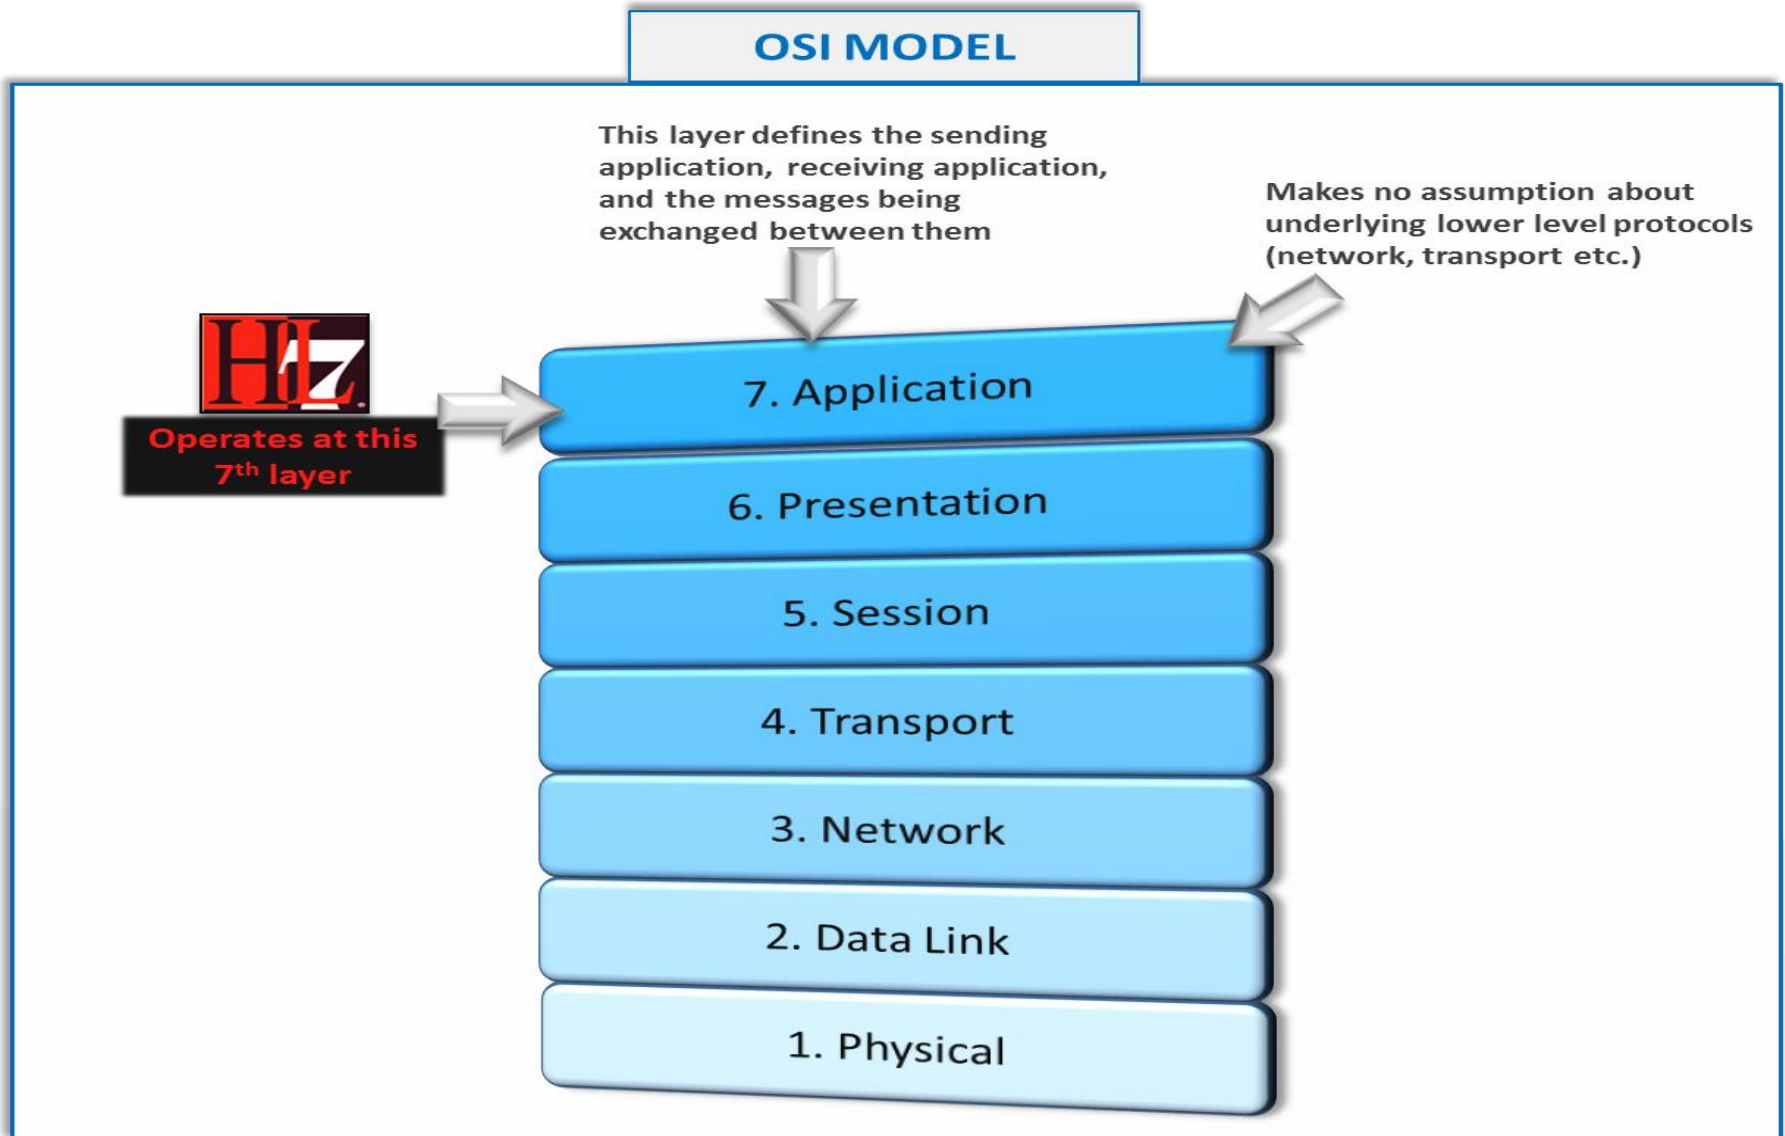 OSI MODEL
This layer defines the sending
application, receiving application,
and the messages being
exchanged between them
Makes no assumption about
underlying lower level protocols
(network, transport etc.)
HL7
Operates at this
7th layer
7. Application
6. Presentation
5. Session
4. Transport
3. Network
2. Data Link
1. Physical